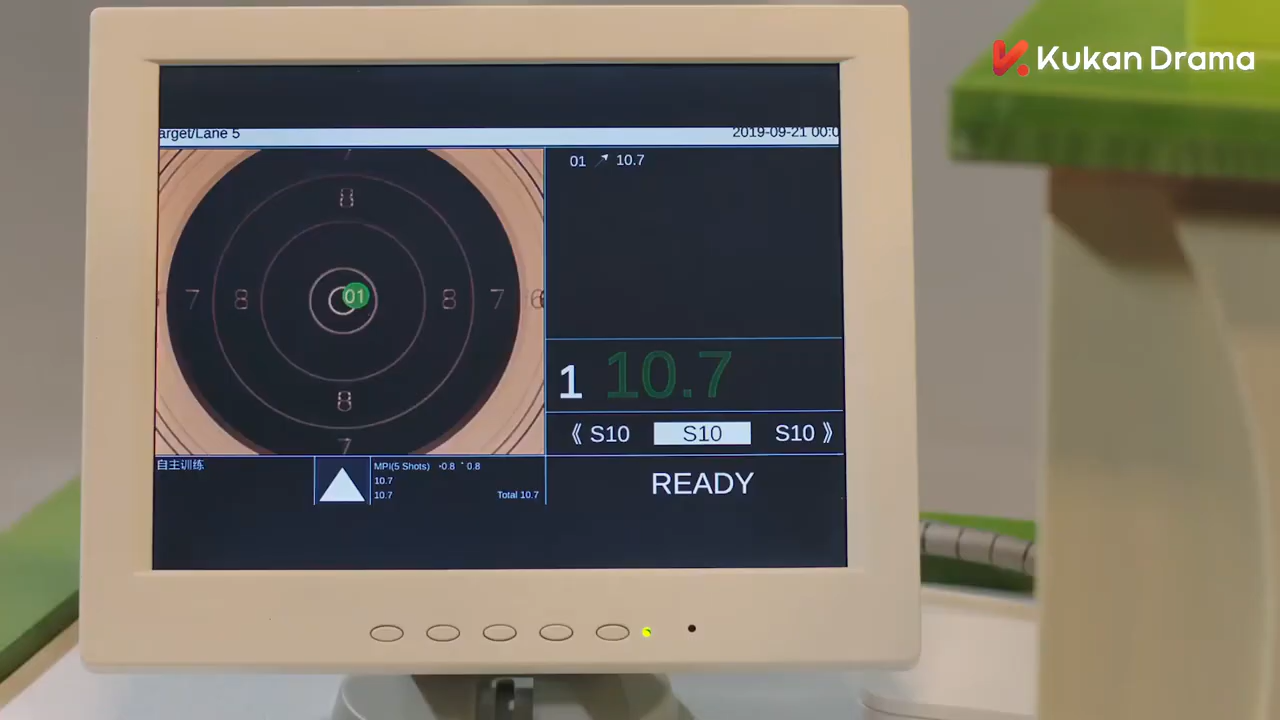 Kukan Drama
arget/Lane 5
2019-09-21 00:0
01 10.7
7
8
7 8 01 8 7 6
8
7
1 10.7
《 S10 S10 S10 》
READY
自主训练
MPI(5 Shots) -0.8 * 0.8
10.7
10.7 Total 10.7